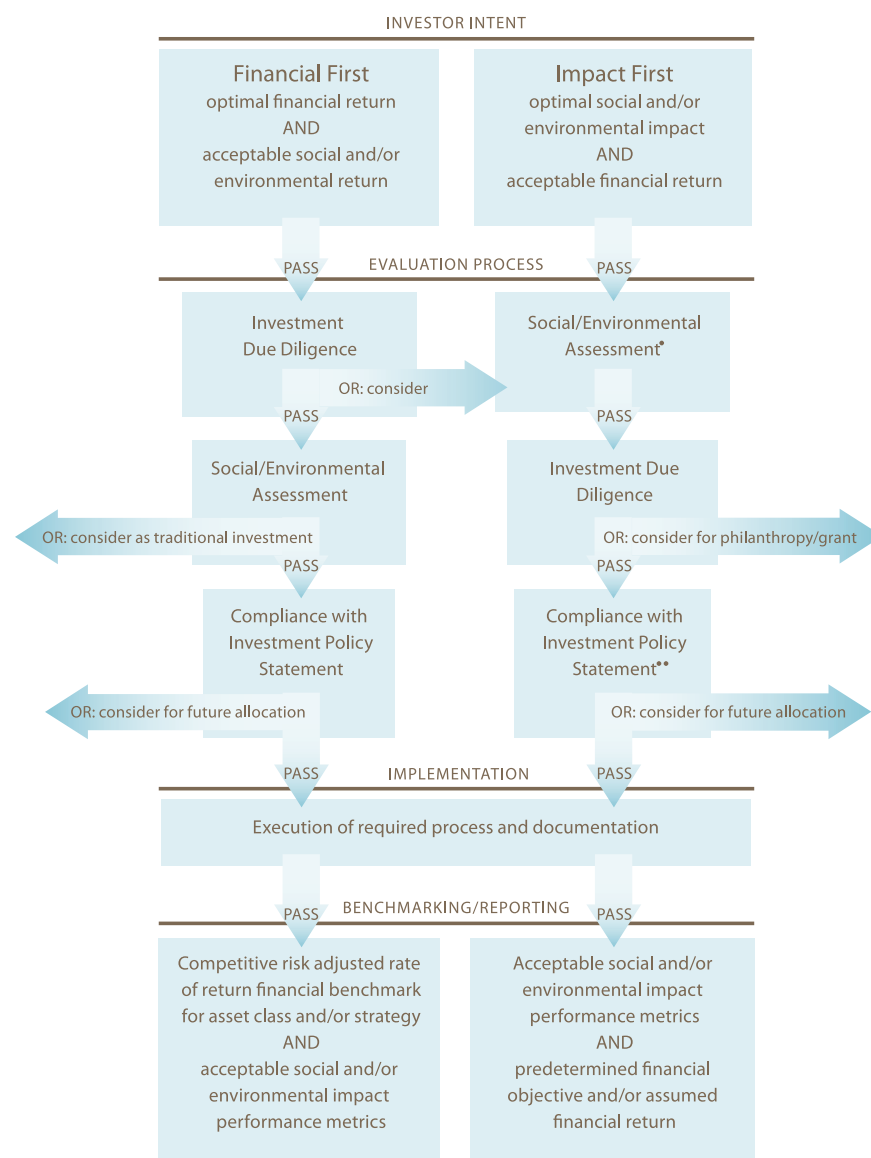 INVESTOR INTENT
Financial First
optimal financial return
AND
acceptable social and/or
environmental return
Impact First
optimal social and/or
environmental impact
AND
acceptable financial return
PASS
PASS
EVALUATION PROCESS
Investment
Due Diligence
Social/Environmental
Assessment•
OR: consider
PASS
PASS
Social/Environmental
Assessment
Investment Due
Diligence
OR: consider as traditional investment
OR: consider for philanthropy/grant
PASS
PASS
Compliance with
Investment Policy
Statement
Compliance with
Investment Policy
Statement••
OR: consider for future allocation
OR: consider for future allocation
PASS
PASS
IMPLEMENTATION
Execution of required process and documentation
PASS
PASS
BENCHMARKING/REPORTING
Competitive risk adjusted rate
of return financial benchmark
for asset class and/or strategy
AND
acceptable social and/or
environmental impact
performance metrics
Acceptable social and/or
environmental impact
performance metrics
AND
predetermined financial
objective and/or assumed
financial return